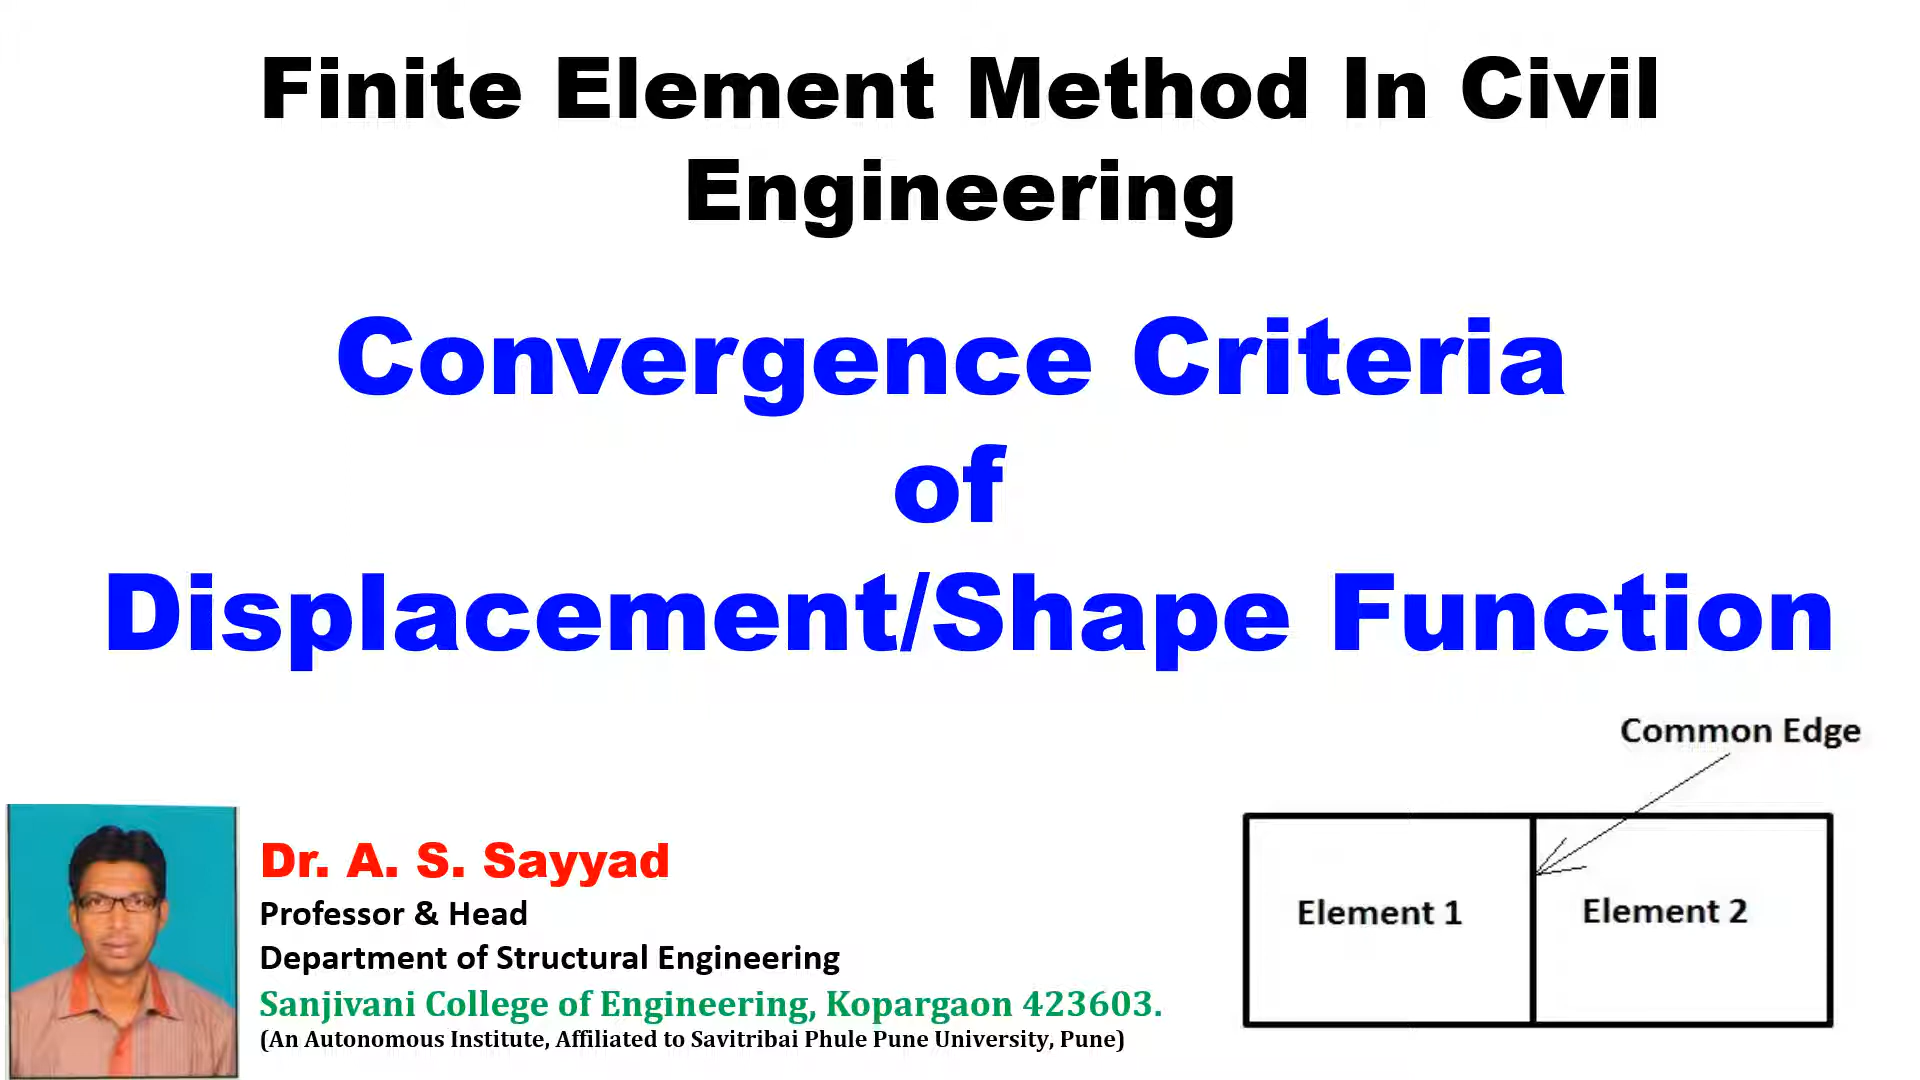 Finite Element Method In Civil
Engineering
Convergence Criteria
of
Displacement/Shape Function
Common Edge
Element 1
Element 2
Dr. A. S. Sayyad
Professor & Head
Department of Structural Engineering
Sanjivani College of Engineering, Kopargaon 423603.
(An Autonomous Institute, Affiliated to Savitribai Phule Pune University, Pune)